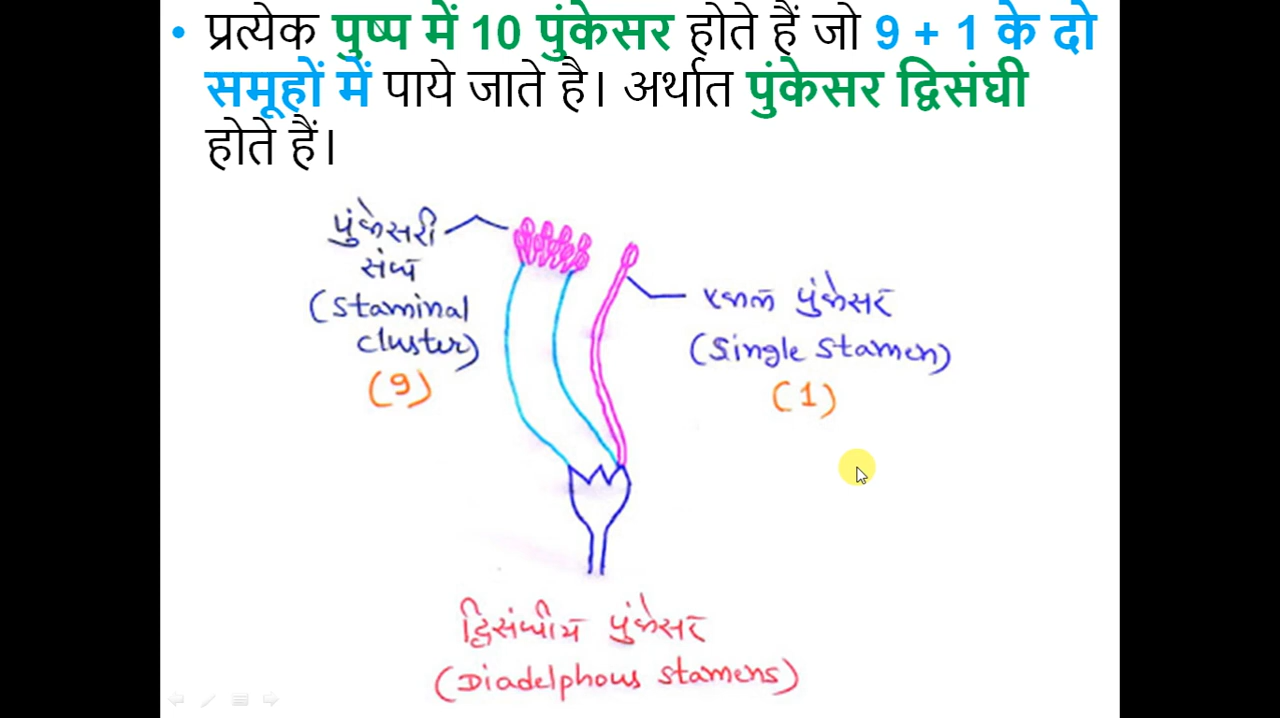 • प्रत्येक पुष्प में 10 पुंकेसर होते हैं जो 9 + 1 के दो
समूहों में पाये जाते है। अर्थात पुंकेसर द्विसंघी
होते हैं।
पुंकेसरी
संघ
(Staminal
cluster)
(9)
एकल पुंकेसर
(Single Stamen)
(1)
द्विसंघीय पुंकेसर
(Diadelphous Stamens)